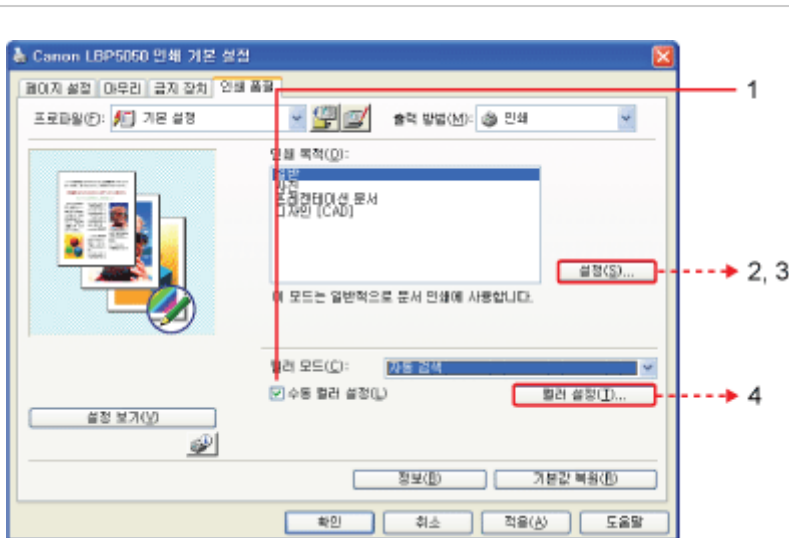 Canon LBP5050 인쇄 기본 설정
페이지 설정 마무리 급지 장치 인쇄 품질
1
프로파일(F): 기본 설정 출력 방법(M): 인쇄
인쇄 목적(O):
일반
사진
프레젠테이션 문서
디자인 [CAD]
설정(S)...
2, 3
이 모드는 일반적으로 문서 인쇄에 사용합니다.
컬러 모드(C): 자동 검색
수동 컬러 설정(L)
컬러 설정(T)...
4
설정 보기(V)
정보(B) 기본값 복원(R)
확인 취소 적용(A) 도움말